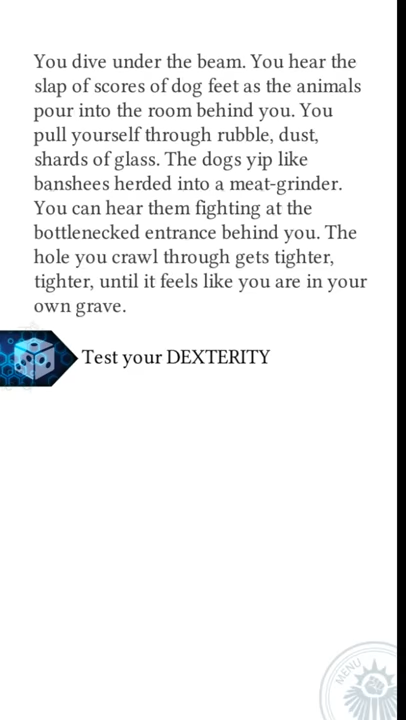 You dive under the beam. You hear the
slap of scores of dog feet as the animals
pour into the room behind you. You
pull yourself through rubble, dust,
shards of glass. The dogs yip like
banshees herded into a meat-grinder.
You can hear them fighting at the
bottlenecked entrance behind you. The
hole you crawl through gets tighter,
tighter, until it feels like you are in your
own grave.
Test your DEXTERITY
MENU